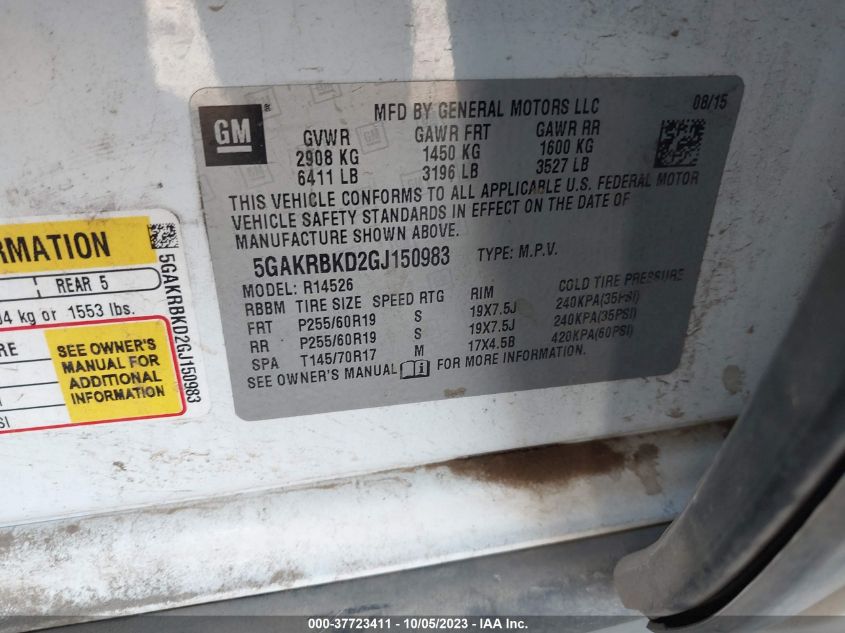 GM
MFD BY GENERAL MOTORS LLC 08/15
GVWR GAWR FRT GAWR RR
2908 KG 1450 KG 1600 KG
6411 LB 3196 LB 3527 LB
THIS VEHICLE CONFORMS TO ALL APPLICABLE U.S. FEDERAL MOTOR
VEHICLE SAFETY STANDARDS IN EFFECT ON THE DATE OF
MANUFACTURE SHOWN ABOVE.
5GAKRBKD2GJ150983 TYPE: M.P.V.
MODEL: R14526
RBBM TIRE SIZE SPEED RTG RIM COLD TIRE PRESSURE
FRT P255/60R19 S 19X7.5J 240KPA(35PSI)
RR P255/60R19 S 19X7.5J 240KPA(35PSI)
SPA T145/70R17 M 17X4.5B 420KPA(60PSI)
SEE OWNER'S MANUAL FOR MORE INFORMATION.
RMATION
REAR 5
04 kg or 1553 lbs.
RE
SEE OWNER'S
MANUAL FOR
ADDITIONAL
INFORMATION
SI
5GAKRBKD2GJ150983
000-37723411 - 10/05/2023 - IAA Inc.